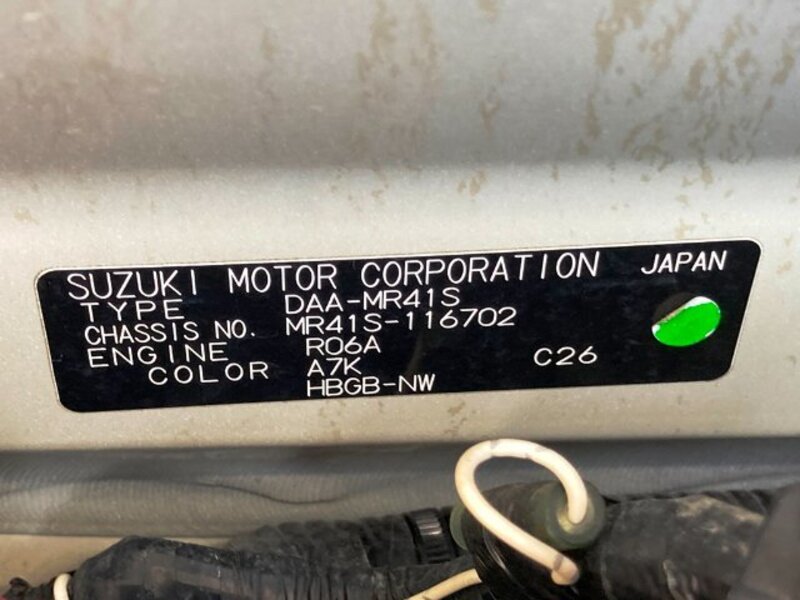 SUZUKI MOTOR CORPORATION JAPAN
TYPE DAA-MR41S
CHASSIS NO. MR41S-116702
ENGINE R06A C26
COLOR A7K
HBGB-NW